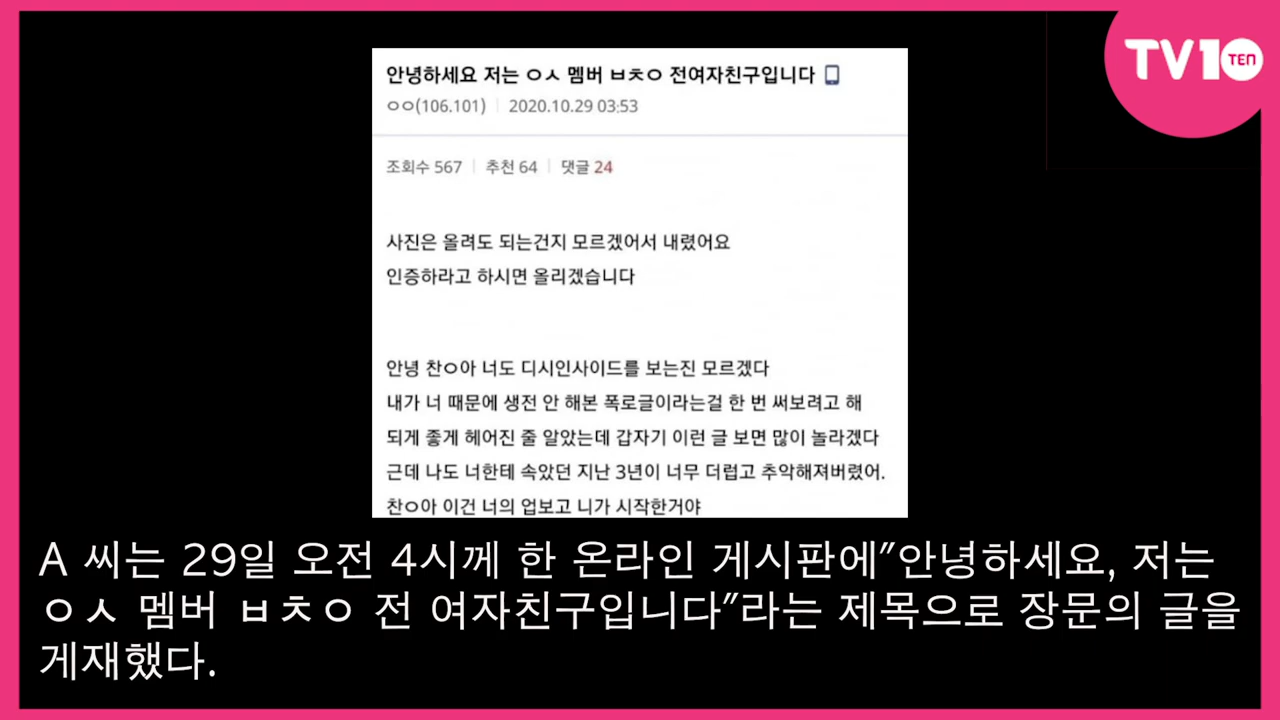 TV10 TEN
안녕하세요 저는 ㅇㅅ 멤버 ㅂㅊㅇ 전여자친구입니다
ㅇㅇ(106.101) 2020.10.29 03:53
조회수 567 추천 64 댓글 24
사진은 올려도 되는건지 모르겠어서 내렸어요
인증하라고 하시면 올리겠습니다
안녕 찬ㅇ아 너도 디시인사이드를 보는진 모르겠다
내가 너 때문에 생전 안 해본 폭로글이라는걸 한 번 써보려고 해
되게 좋게 헤어진 줄 알았는데 갑자기 이런 글 보면 많이 놀라겠다
근데 나도 너한테 속았던 지난 3년이 너무 더럽고 추악해져버렸어.
찬ㅇ아 이건 너의 업보고 니가 시작한거야
A 씨는 29일 오전 4시께 한 온라인 게시판에"안녕하세요, 저는
ㅇㅅ 멤버 ㅂㅊㅇ 전 여자친구입니다"라는 제목으로 장문의 글을
게재했다.